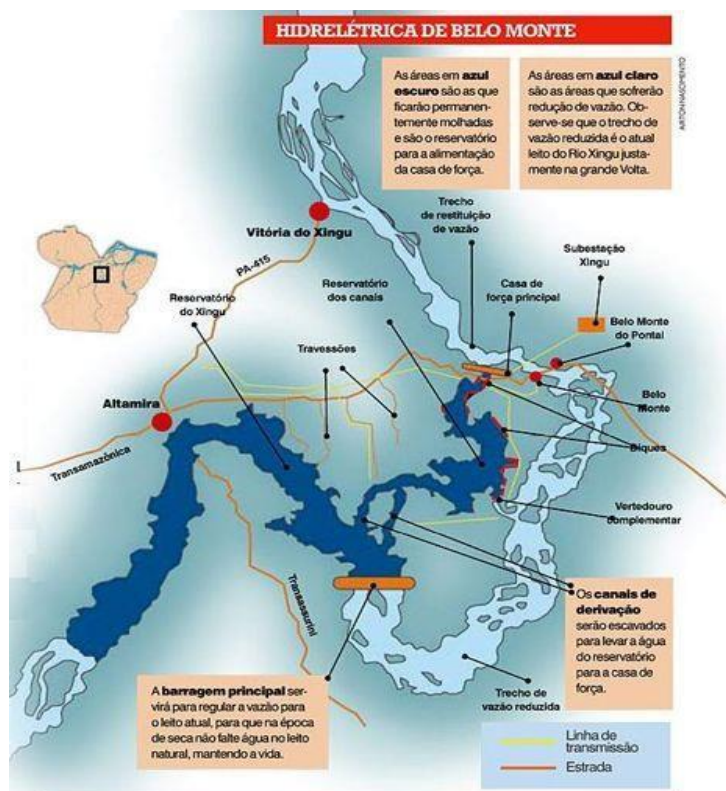 HIDRELÉTRICA DE BELO MONTE
As áreas em azul
escuro são as que
ficarão permanen-
temente molhadas
e são o reservatório
para a alimentação
da casa de força.
As áreas em azul claro
são as áreas que sofrerão
redução de vazão. Ob-
serve-se que o trecho de
vazão reduzida é o atual
leito do Rio Xingu justa-
mente na grande Volta.
Trecho
de restituição
de vazão
Vitória do Xingu
Subestação
Xingu
PA-415
Reservatório
do Xingu
Reservatório
dos canais
Casa de
força principal
Belo Monte
do Pontal
Travessões
Altamira
Belo
Monte
Transamazônica
Diques
Vertedouro
complementar
Transassurini
Os canais de
derivação
serão escavados
para levar a água
do reservatório
para a casa de
força.
A barragem principal ser-
virá para regular a vazão para
o leito atual, para que na época
de seca não falte água no leito
natural, mantendo a vida.
Trecho de
vazão reduzida
Linha de
transmissão
Estrada